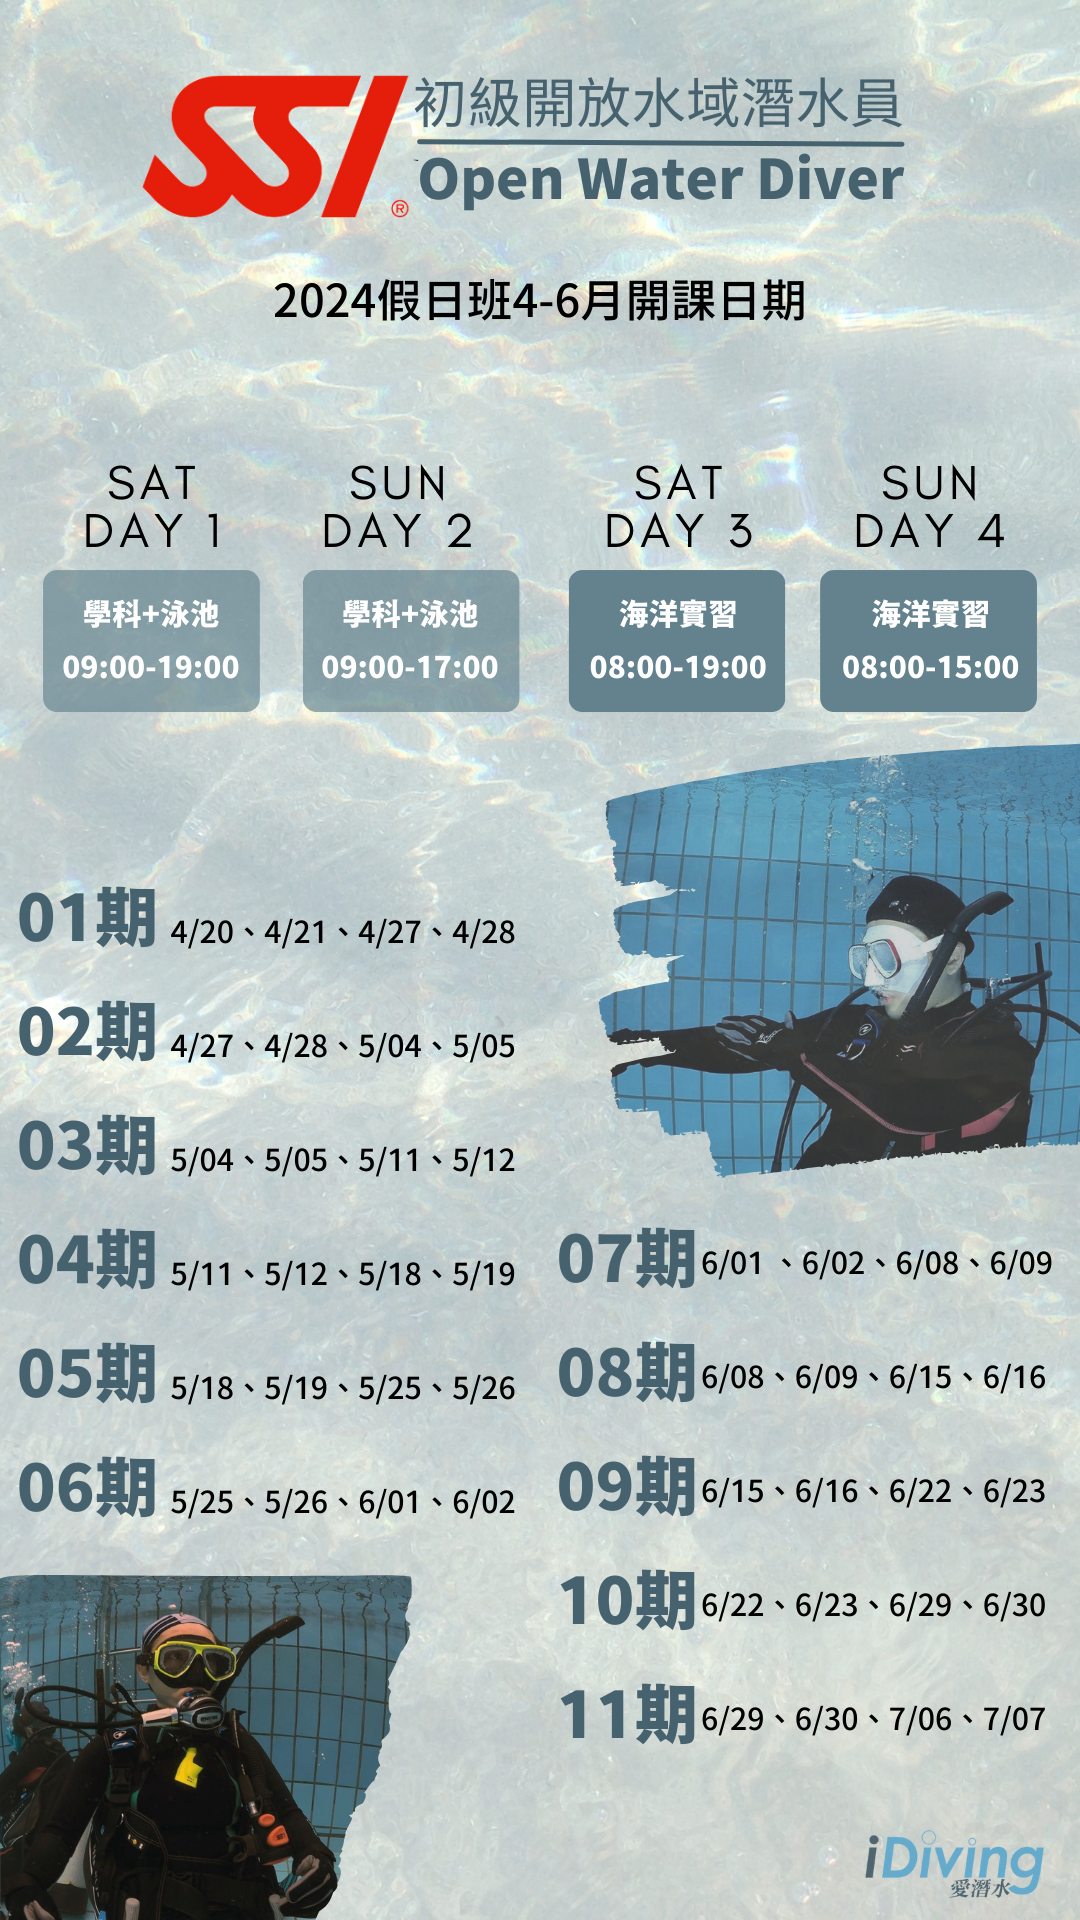 SSI®
初級開放水域潛水員
Open Water Diver
2024假日班4-6月開課日期
SAT
DAY 1
學科+泳池
09:00-19:00
SUN
DAY 2
學科+泳池
09:00-17:00
SAT
DAY 3
海洋實習
08:00-19:00
SUN
DAY 4
海洋實習
08:00-15:00
01期 4/20、4/21、4/27、4/28
02期 4/27、4/28、5/04、5/05
03期 5/04、5/05、5/11、5/12
04期 5/11、5/12、5/18、5/19
05期 5/18、5/19、5/25、5/26
06期 5/25、5/26、6/01、6/02
07期 6/01 、6/02、6/08、6/09
08期 6/08、6/09、6/15、6/16
09期 6/15、6/16、6/22、6/23
10期 6/22、6/23、6/29、6/30
11期 6/29、6/30、7/06、7/07
iDiving
愛潛水